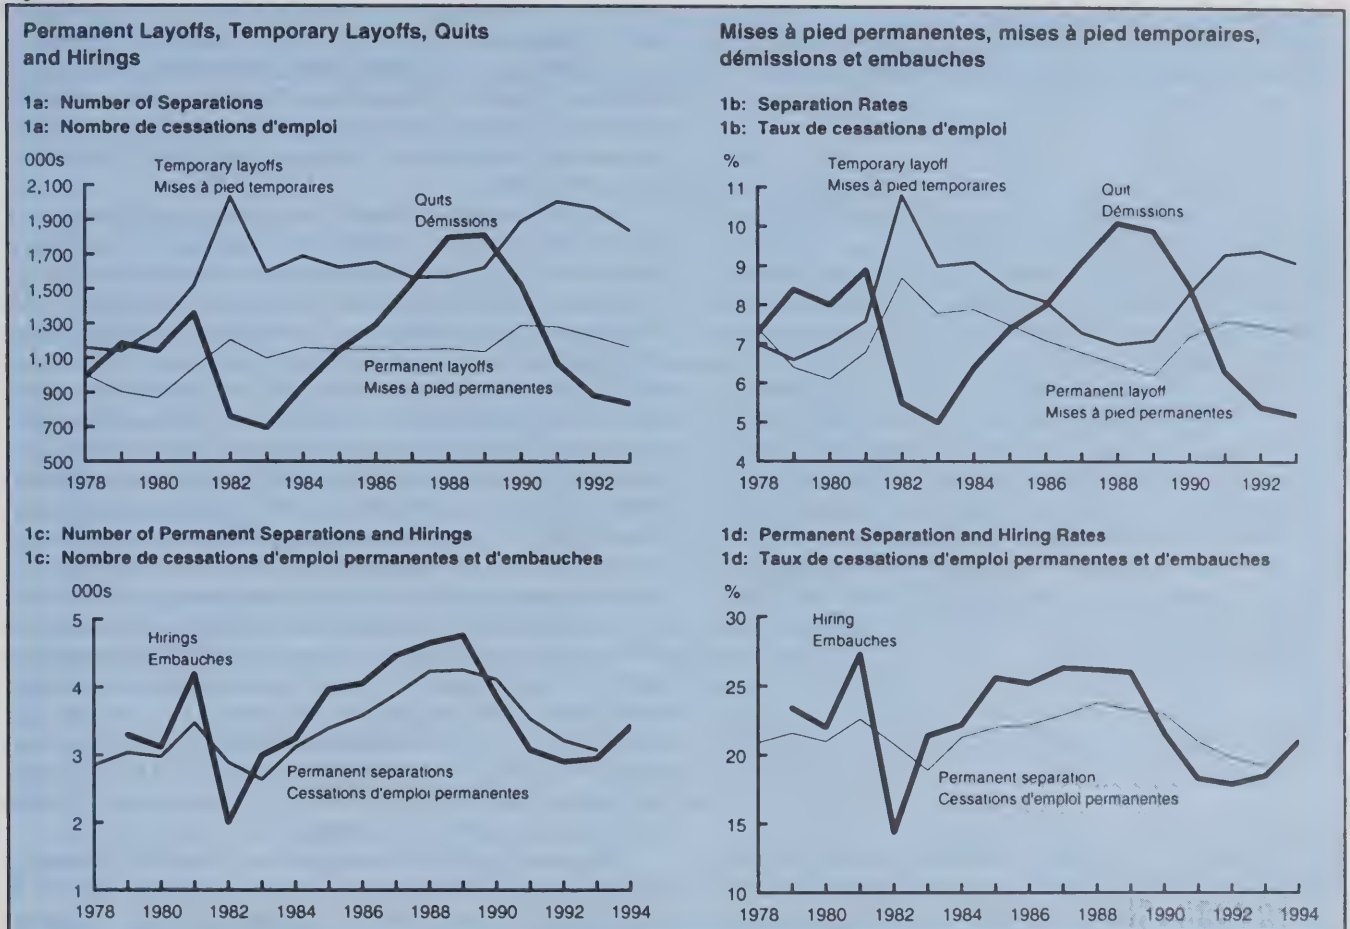 Permanent Layoffs, Temporary Layoffs, Quits
and Hirings
Mises à pied permanentes, mises à pied temporaires,
démissions et embauches
1a: Number of Separations
1a: Nombre de cessations d'emploi
000s
Temporary layoffs
Mises à pied temporaires
Quits
Démissions
2,100
1,900
1,700
1,500
1,300
1,100
900
700
500
Permanent layoffs
Mises à pied permanentes
1978 1980 1982 1984 1986 1988 1990 1992
1b: Separation Rates
1b: Taux de cessations d'emploi
%
Temporary layoff
Mises à pied temporaires
Quit
Démissions
11
10
9
8
7
6
5
4
Permanent layoff
Mises à pied permanentes
1978 1980 1982 1984 1986 1988 1990 1992
1c: Number of Permanent Separations and Hirings
1c: Nombre de cessations d'emploi permanentes et d'embauches
000s
5
4
3
2
1
Hirings
Embauches
Permanent separations
Cessations d'emploi permanentes
1978 1980 1982 1984 1986 1988 1990 1992 1994
1d: Permanent Separation and Hiring Rates
1d: Taux de cessations d'emploi permanentes et d'embauches
%
30
25
20
15
10
Hiring
Embauches
Permanent separation
Cessations d'emploi permanentes
1978 1980 1982 1984 1986 1988 1990 1992 1994